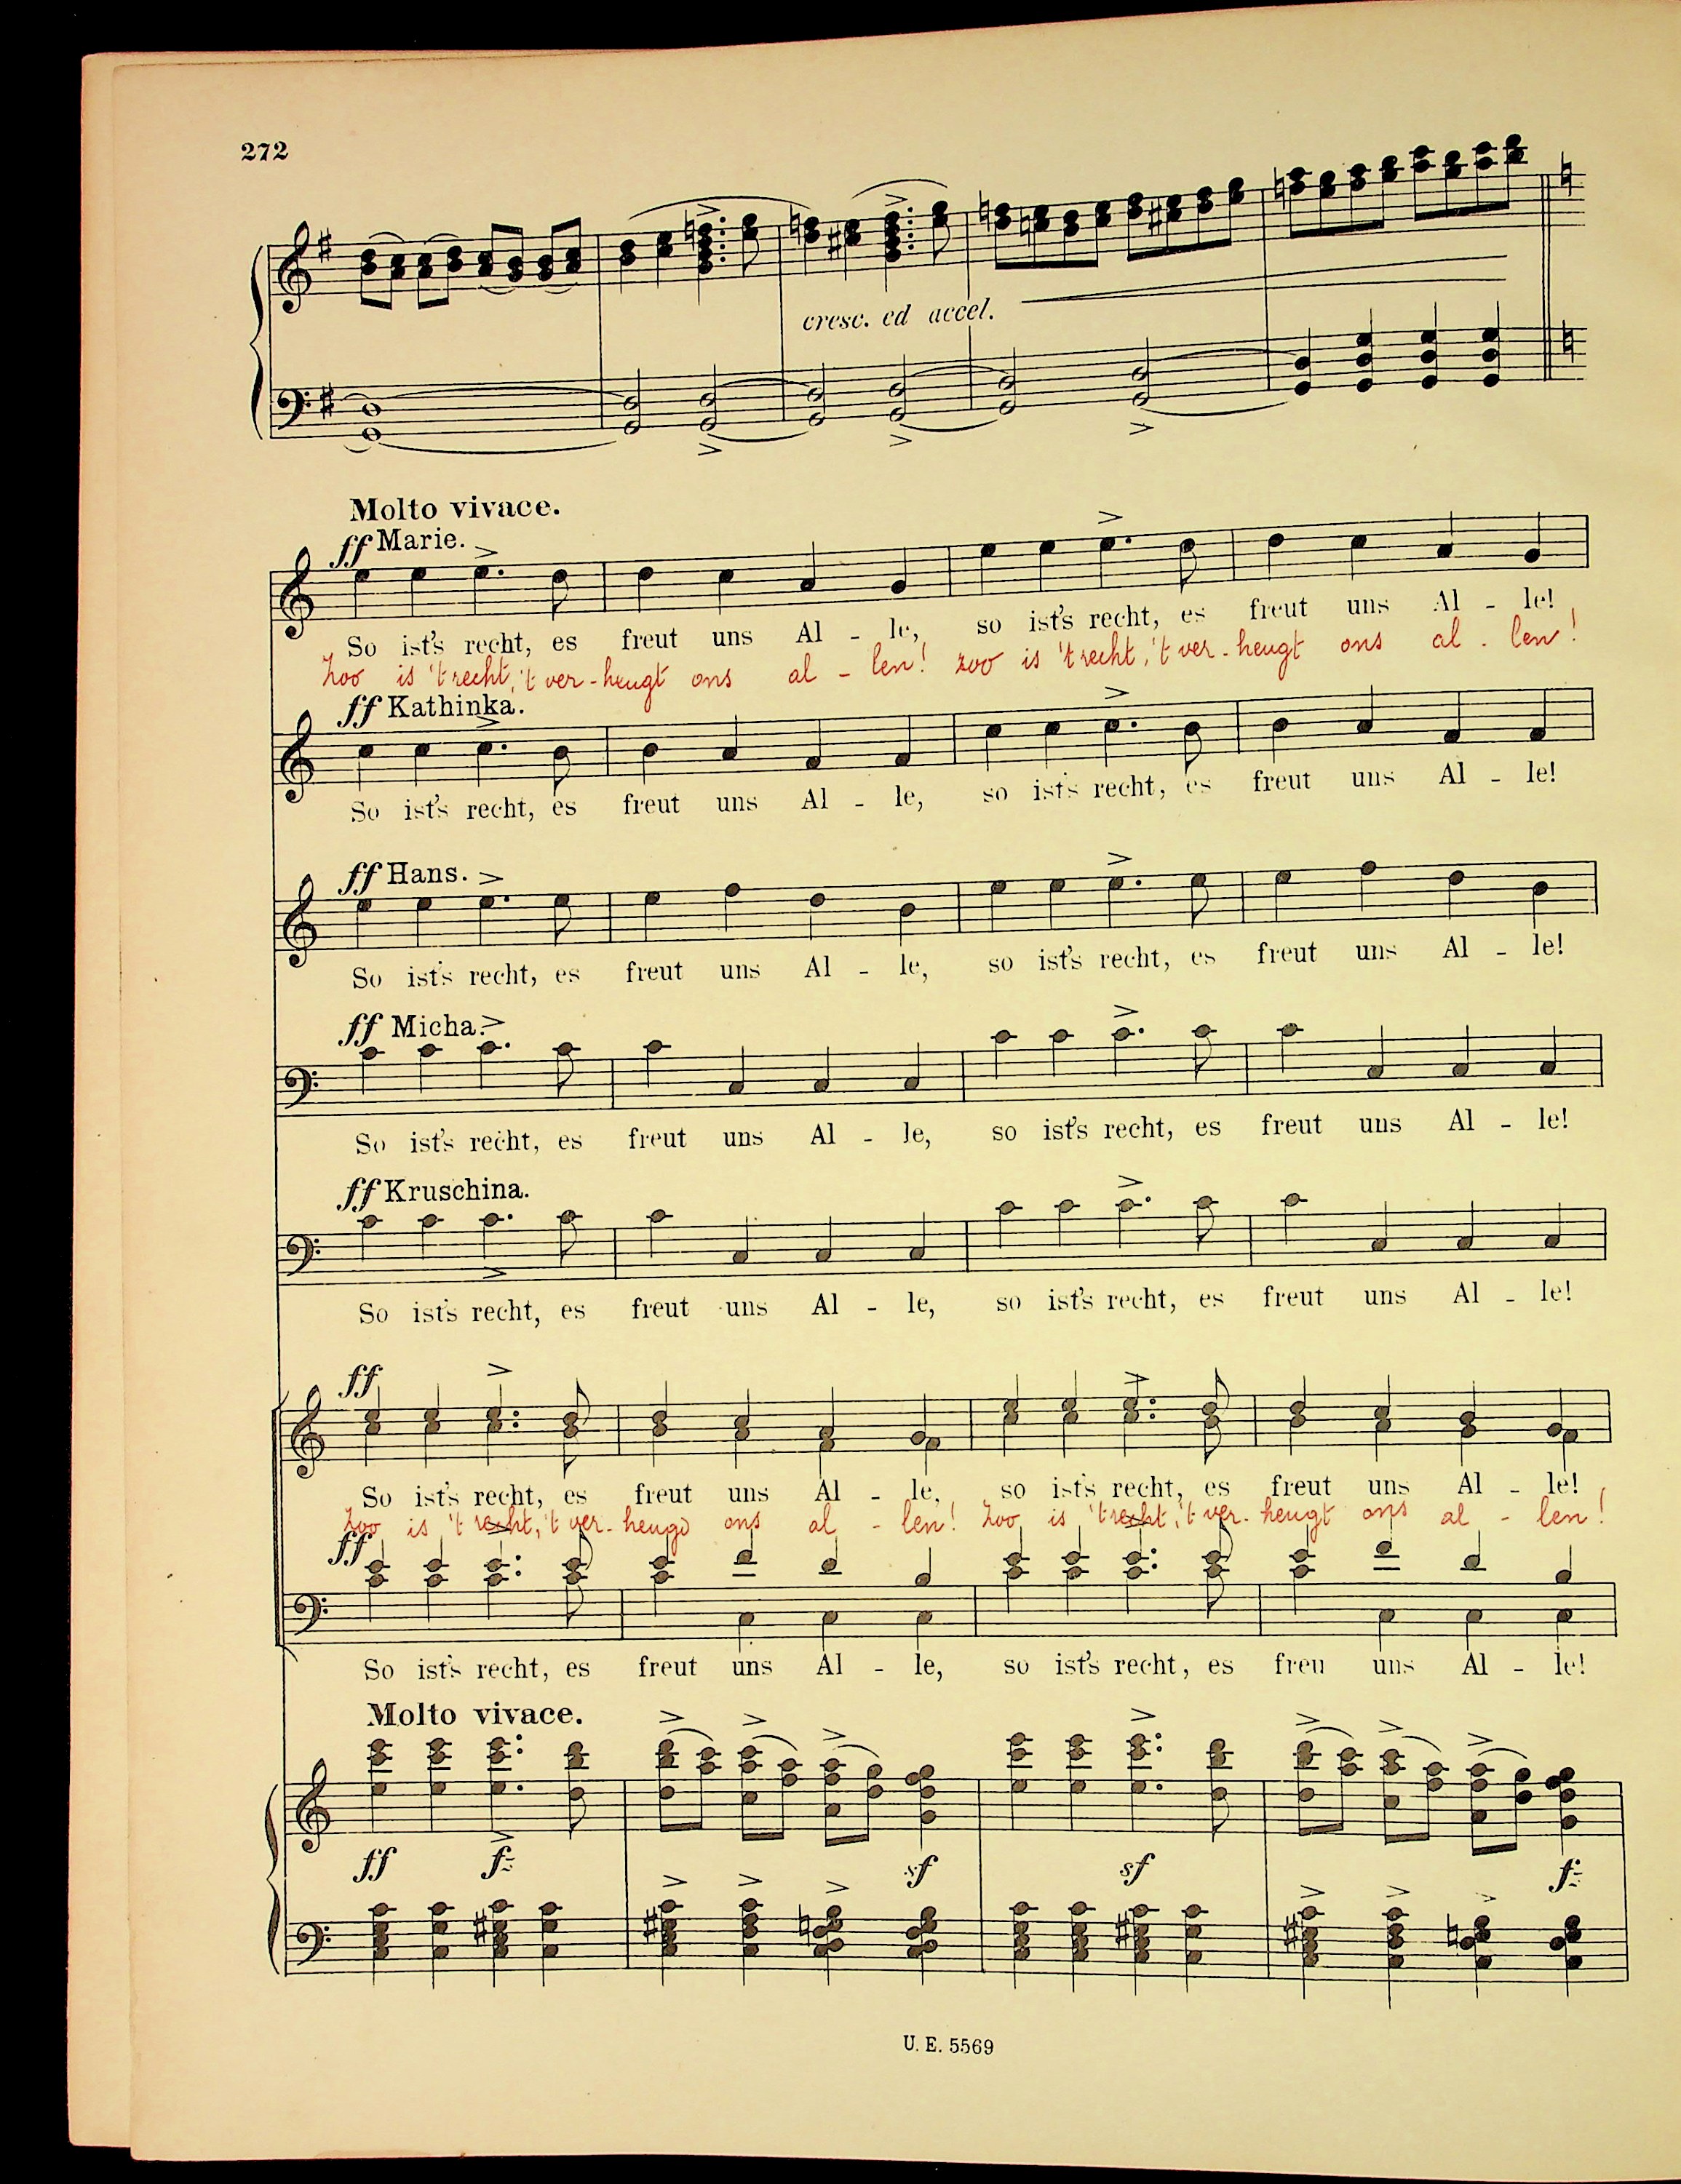 272
cresc. ed accel.
Molto vivace.
ff Marie.
So ist's recht, es freut uns Al - le, so ist's recht, es freut uns Al - le!
Zoo is 't recht, 't ver - heugt ons al - len! zoo is 't recht, 't ver - heugt ons al - len!
ff Kathinka.
So ist's recht, es freut uns Al - le, so ist's recht, es freut uns Al - le!
ff Hans.
So ist's recht, es freut uns Al - le, so ist's recht, es freut uns Al - le!
ff Micha.
So ist's recht, es freut uns Al - le, so ist's recht, es freut uns Al - le!
ff Kruschina.
So ist's recht, es freut uns Al - le, so ist's recht, es freut uns Al - le!
ff
So ist's recht, es freut uns Al - le, so ist's recht, es freut uns Al - le!
Zoo is 't recht, 't ver - heugd ons al - len! Zoo is 't recht, 't ver - heugt ons al - len!
ff
So ist's recht, es freut uns Al - le, so ist's recht, es freu uns Al - le!
Molto vivace.
ff sf sf
U. E. 5569